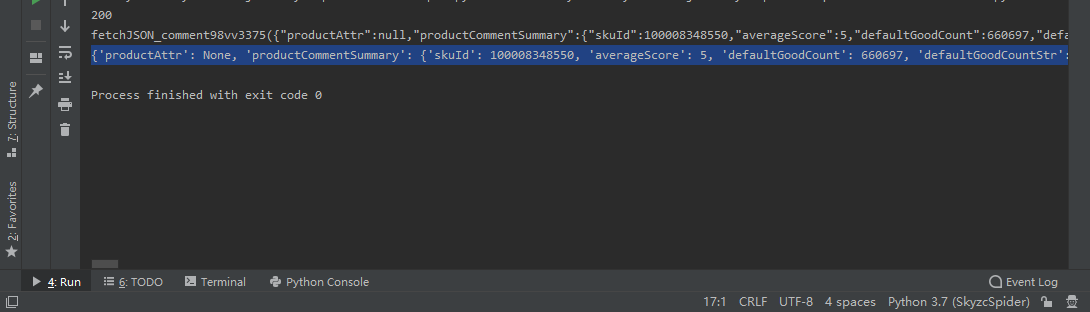 200
fetchJSON_comment98vv3375({"productAttr":null,"productCommentSummary":{"skuId":100008348550,"averageScore":5,"defaultGoodCount":660697,"defa
{'productAttr': None, 'productCommentSummary': {'skuId': 100008348550, 'averageScore': 5, 'defaultGoodCount': 660697, 'defaultGoodCountStr':
Process finished with exit code 0
7: Structure
2: Favorites
4: Run
6: TODO
Terminal
Python Console
Event Log
17:1 CRLF UTF-8 4 spaces Python 3.7 (SkyzcSpider)